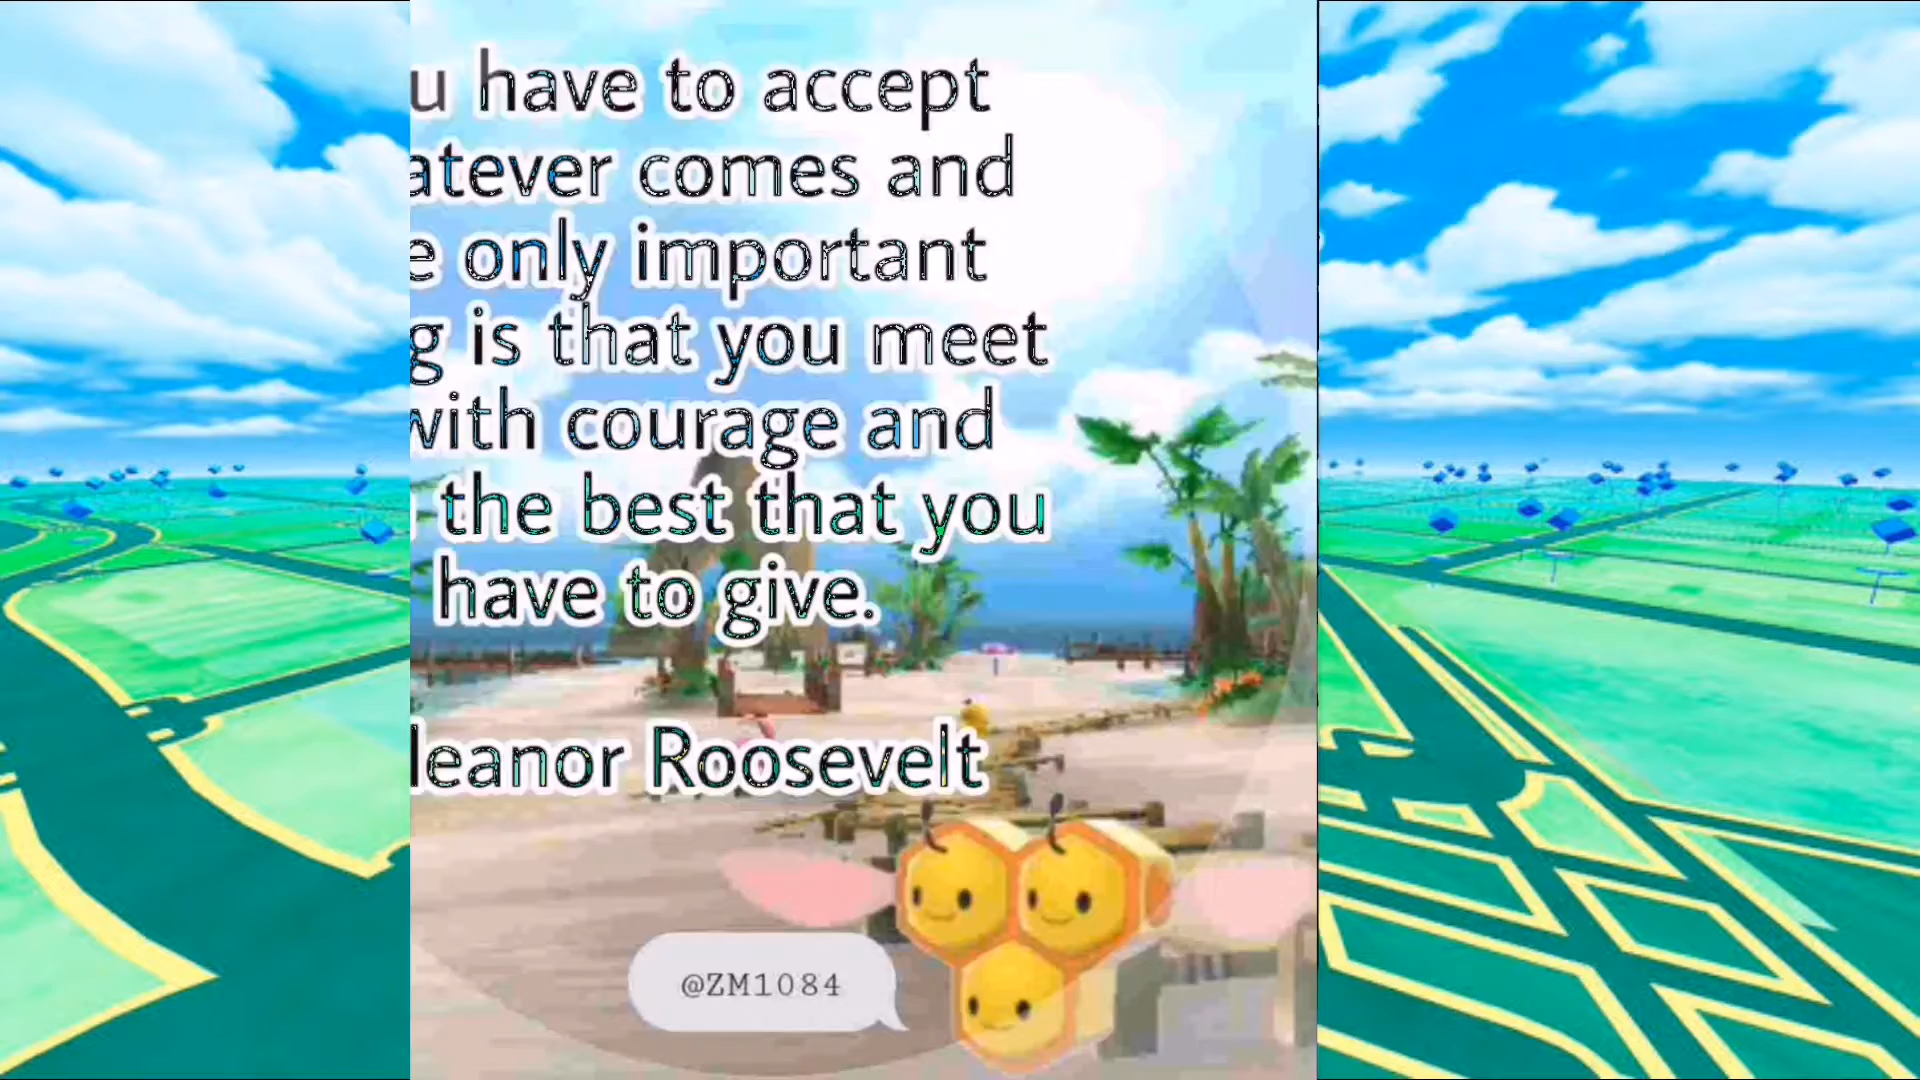 u have to accept
atever comes and
e only important
g is that you meet
with courage and
the best that you
have to give.
leanor Roosevelt
@ZM1084